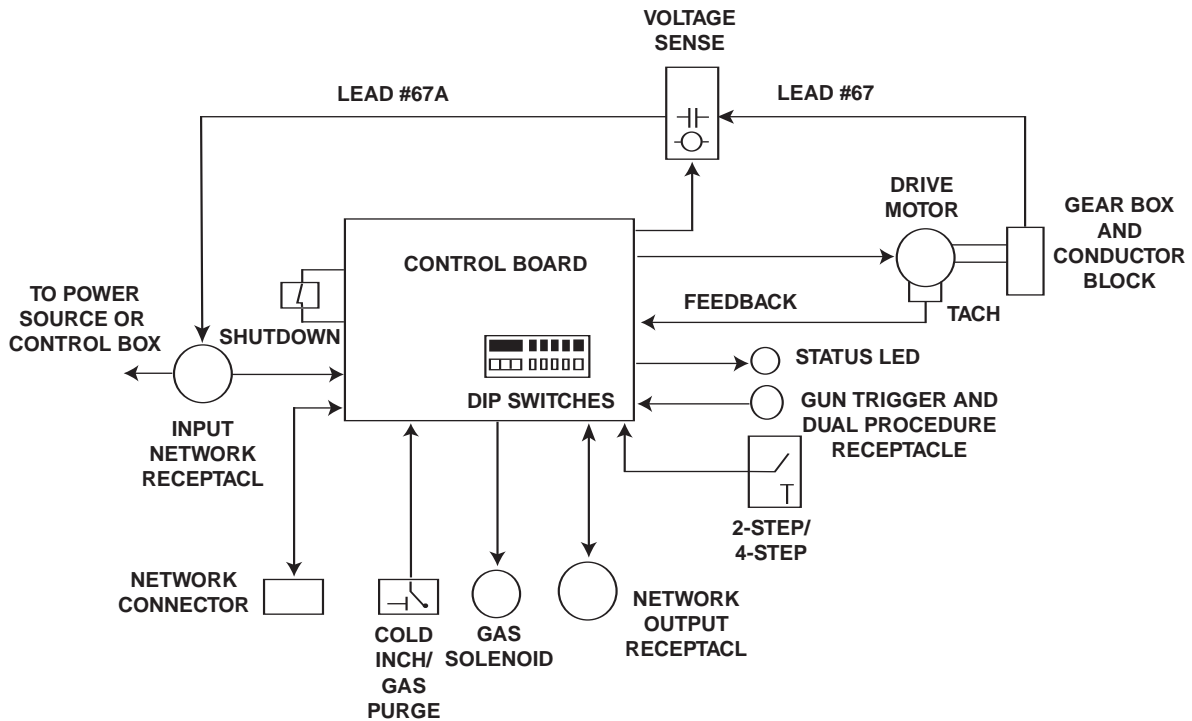 VOLTAGE
SENSE
LEAD #67A
LEAD #67
DRIVE
MOTOR
GEAR BOX
AND
CONDUCTOR
BLOCK
CONTROL BOARD
TO POWER
SOURCE OR
CONTROL BOX
SHUTDOWN
FEEDBACK
TACH
STATUS LED
DIP SWITCHES
GUN TRIGGER AND
DUAL PROCEDURE
RECEPTACLE
INPUT
NETWORK
RECEPTACL
2-STEP/
4-STEP
NETWORK
CONNECTOR
COLD
INCH/
GAS
PURGE
GAS
SOLENOID
NETWORK
OUTPUT
RECEPTACL